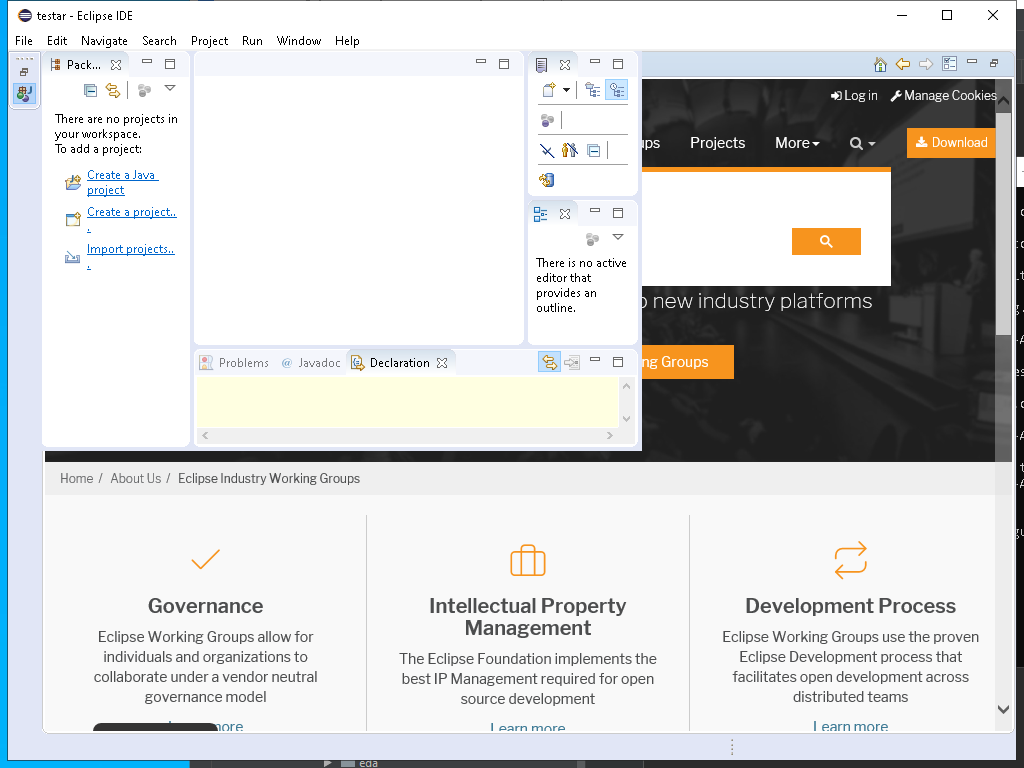 testar - Eclipse IDE
File Edit Navigate Search Project Run Window Help
Pack...
There are no projects in
your workspace.
To add a project:
Create a Java
project
Create a project..
.
Import projects..
.
There is no active
editor that
provides an
outline.
Problems @ Javadoc Declaration
Log in Manage Cookies
ups Projects More Download
o new industry platforms
ng Groups
Home / About Us / Eclipse Industry Working Groups
Governance
Eclipse Working Groups allow for
individuals and organizations to
collaborate under a vendor neutral
governance model
Intellectual Property
Management
The Eclipse Foundation implements the
best IP Management required for open
source development
Learn more
Development Process
Eclipse Working Groups use the proven
Eclipse Development process that
facilitates open development across
distributed teams
Learn more
eda